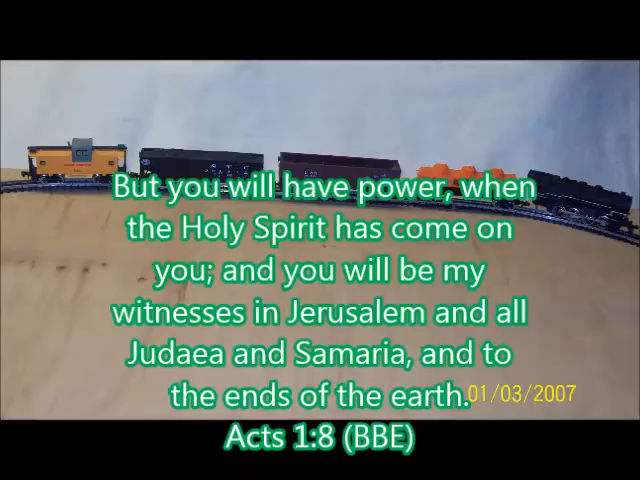 But you will have power, when
the Holy Spirit has come on
you; and you will be my
witnesses in Jerusalem and all
Judaea and Samaria, and to
the ends of the earth.
01/03/2007
Acts 1:8 (BBE)